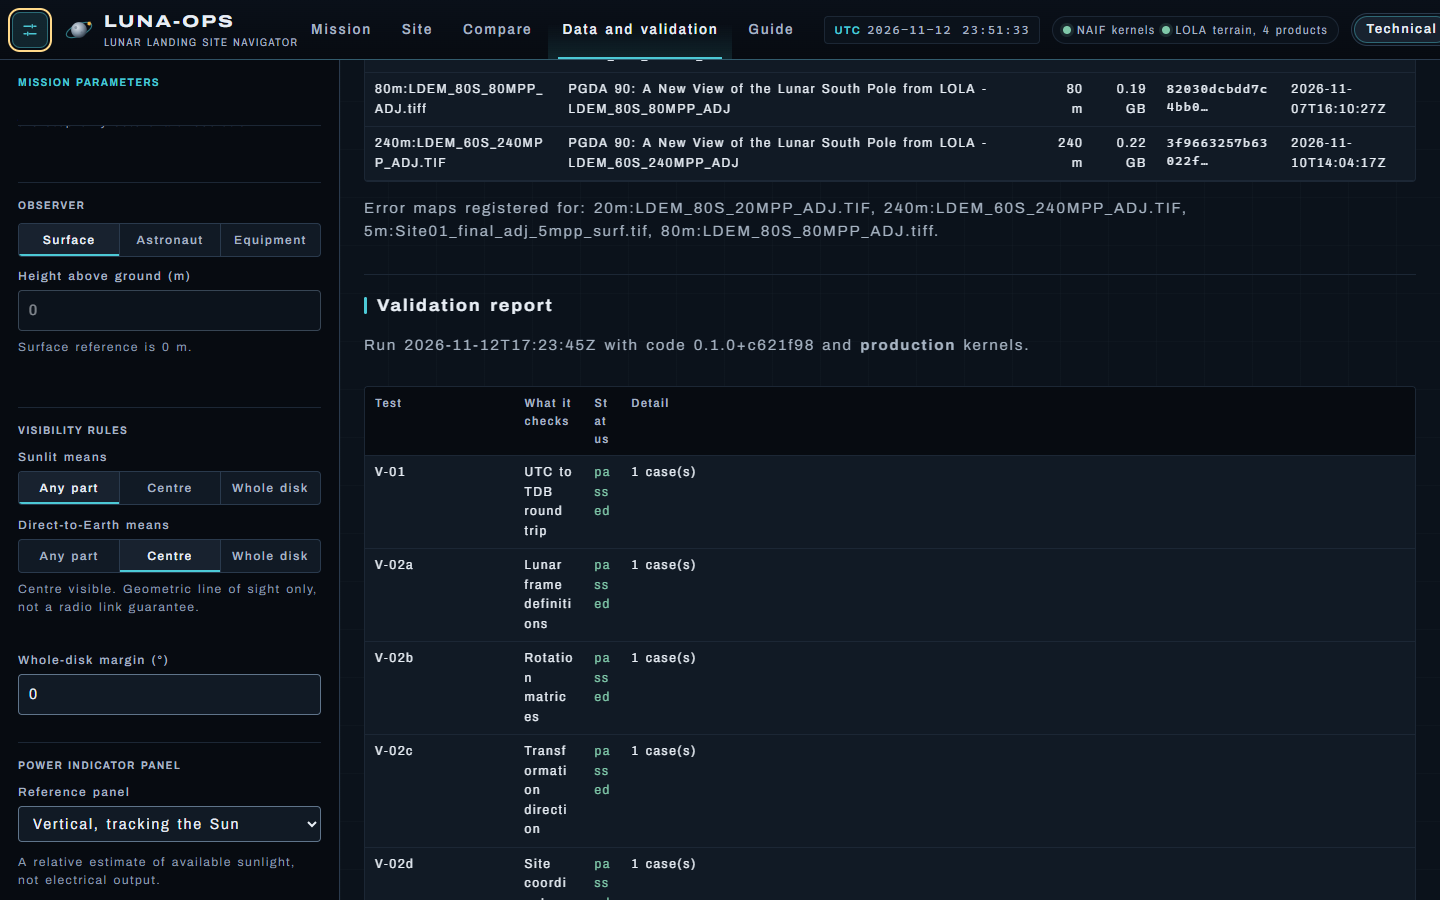 LUNA-OPS
LUNAR LANDING SITE NAVIGATOR
Mission
Site
Compare
Data and validation
Guide
UTC 2026-11-12 23:51:33
NAIF kernels
LOLA terrain, 4 products
Technical
MISSION PARAMETERS
OBSERVER
Surface
Astronaut
Equipment
Height above ground (m)
0
Surface reference is 0 m.
VISIBILITY RULES
Sunlit means
Any part
Centre
Whole disk
Direct-to-Earth means
Any part
Centre
Whole disk
Centre visible. Geometric line of sight only,
not a radio link guarantee.
Whole-disk margin (°)
0
POWER INDICATOR PANEL
Reference panel
Vertical, tracking the Sun
A relative estimate of available sunlight,
not electrical output.
80m:LDEM_80S_80MPP_
ADJ.tiff
PGDA 90: A New View of the Lunar South Pole from LOLA -
LDEM_80S_80MPP_ADJ
80
m
0.19
GB
82030dcbdd7c
4bb0…
2026-11-
07T16:10:27Z
240m:LDEM_60S_240MP
P_ADJ.TIF
PGDA 90: A New View of the Lunar South Pole from LOLA -
LDEM_60S_240MPP_ADJ
240
m
0.22
GB
3f9663257b63
022f…
2026-11-
10T14:04:17Z
Error maps registered for: 20m:LDEM_80S_20MPP_ADJ.TIF, 240m:LDEM_60S_240MPP_ADJ.TIF,
5m:Site01_final_adj_5mpp_surf.tif, 80m:LDEM_80S_80MPP_ADJ.tiff.
Validation report
Run 2026-11-12T17:23:45Z with code 0.1.0+c621f98 and production kernels.
Test
What it
checks
St
at
us
Detail
V-01
UTC to
TDB
round
trip
pa
ss
ed
1 case(s)
V-02a
Lunar
frame
definiti
ons
pa
ss
ed
1 case(s)
V-02b
Rotatio
n
matric
es
pa
ss
ed
1 case(s)
V-02c
Transf
ormati
on
directi
on
pa
ss
ed
1 case(s)
V-02d
Site
coordi
pa
ss
1 case(s)